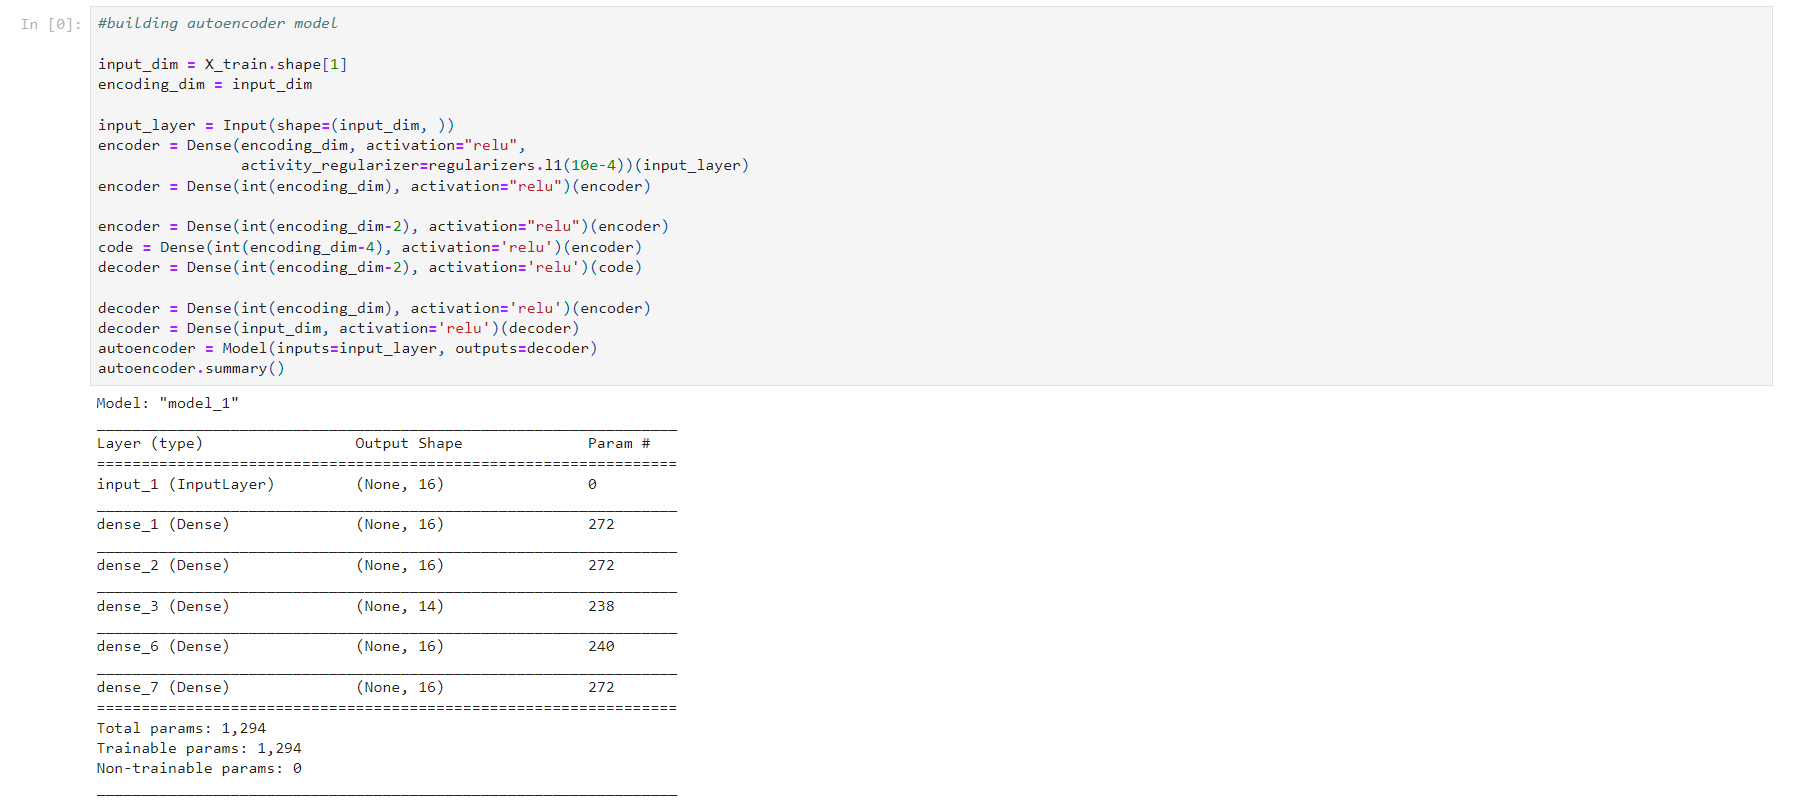 In [0]:
#building autoencoder model
input_dim = X_train.shape[1]
encoding_dim = input_dim
input_layer = Input(shape=(input_dim, ))
encoder = Dense(encoding_dim, activation="relu",
                activity_regularizer=regularizers.l1(10e-4))(input_layer)
encoder = Dense(int(encoding_dim), activation="relu")(encoder)
encoder = Dense(int(encoding_dim-2), activation="relu")(encoder)
code = Dense(int(encoding_dim-4), activation='relu')(encoder)
decoder = Dense(int(encoding_dim-2), activation='relu')(code)
decoder = Dense(int(encoding_dim), activation='relu')(encoder)
decoder = Dense(input_dim, activation='relu')(decoder)
autoencoder = Model(inputs=input_layer, outputs=decoder)
autoencoder.summary()
Model: "model_1"
_________________________________________________________________
Layer (type)                 Output Shape              Param #
=================================================================
input_1 (InputLayer)         (None, 16)                0
_________________________________________________________________
dense_1 (Dense)              (None, 16)                272
_________________________________________________________________
dense_2 (Dense)              (None, 16)                272
_________________________________________________________________
dense_3 (Dense)              (None, 14)                238
_________________________________________________________________
dense_6 (Dense)              (None, 16)                240
_________________________________________________________________
dense_7 (Dense)              (None, 16)                272
=================================================================
Total params: 1,294
Trainable params: 1,294
Non-trainable params: 0
_________________________________________________________________